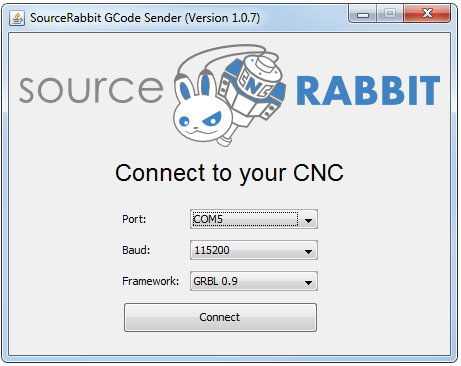 SourceRabbit GCode Sender (Version 1.0.7)
source CNC RABBIT
Connect to your CNC
Port: COM5
Baud: 115200
Framework: GRBL 0.9
Connect